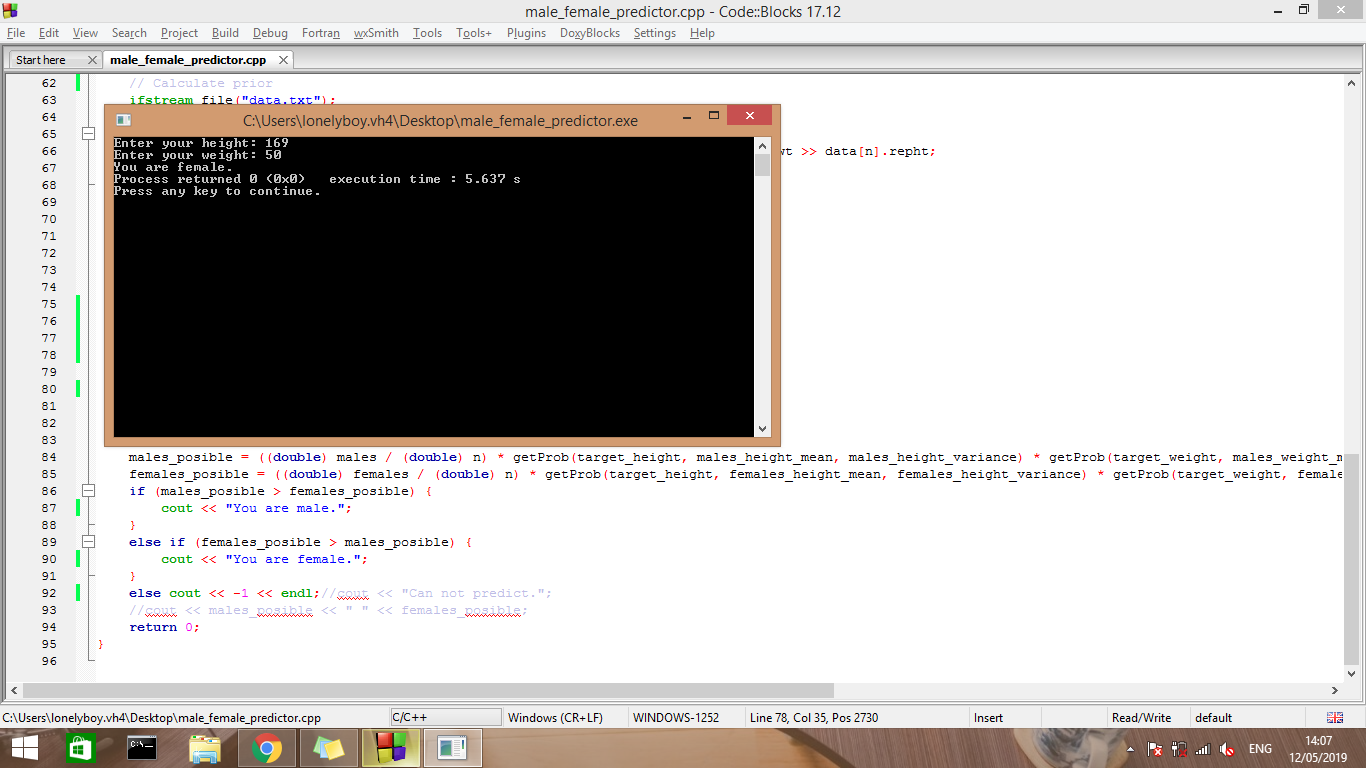 male_female_predictor.cpp - Code::Blocks 17.12
File Edit View Search Project Build Debug Fortran wxSmith Tools Tools+ Plugins DoxyBlocks Settings Help
Start here male_female_predictor.cpp
62 // Calculate prior
63 ifstream file("data.txt");
64
C:\Users\lonelyboy.vh4\Desktop\male_female_predictor.exe
Enter your height: 169
Enter your weight: 50
You are female.
Process returned 0 (0x0) execution time : 5.637 s
Press any key to continue.
65
66 >> data[n].repht;
67
68
69
70
71
72
73
74
75
76
77
78
79
80
81
82
83
84 males_posible = ((double) males / (double) n) * getProb(target_height, males_height_mean, males_height_variance) * getProb(target_weight, males_weight_
85 females_posible = ((double) females / (double) n) * getProb(target_height, females_height_mean, females_height_variance) * getProb(target_weight, female
86 if (males_posible > females_posible) {
87 cout << "You are male.";
88 }
89 else if (females_posible > males_posible) {
90 cout << "You are female.";
91 }
92 else cout << -1 << endl;//cout << "Can not predict.";
93 //cout << males_posible << " " << females_posible;
94 return 0;
95 }
96
C:\Users\lonelyboy.vh4\Desktop\male_female_predictor.cpp C/C++ Windows (CR+LF) WINDOWS-1252 Line 78, Col 35, Pos 2730 Insert Read/Write default
ENG
14:07
12/05/2019